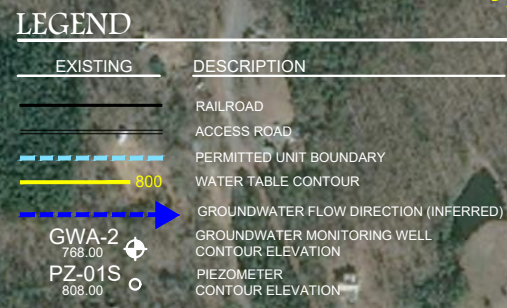 LEGEND
EXISTING DESCRIPTION
RAILROAD
ACCESS ROAD
PERMITTED UNIT BOUNDARY
800 WATER TABLE CONTOUR
GROUNDWATER FLOW DIRECTION (INFERRED)
GWA-2 GROUNDWATER MONITORING WELL
768.00 CONTOUR ELEVATION
PZ-01S PIEZOMETER
808.00 CONTOUR ELEVATION